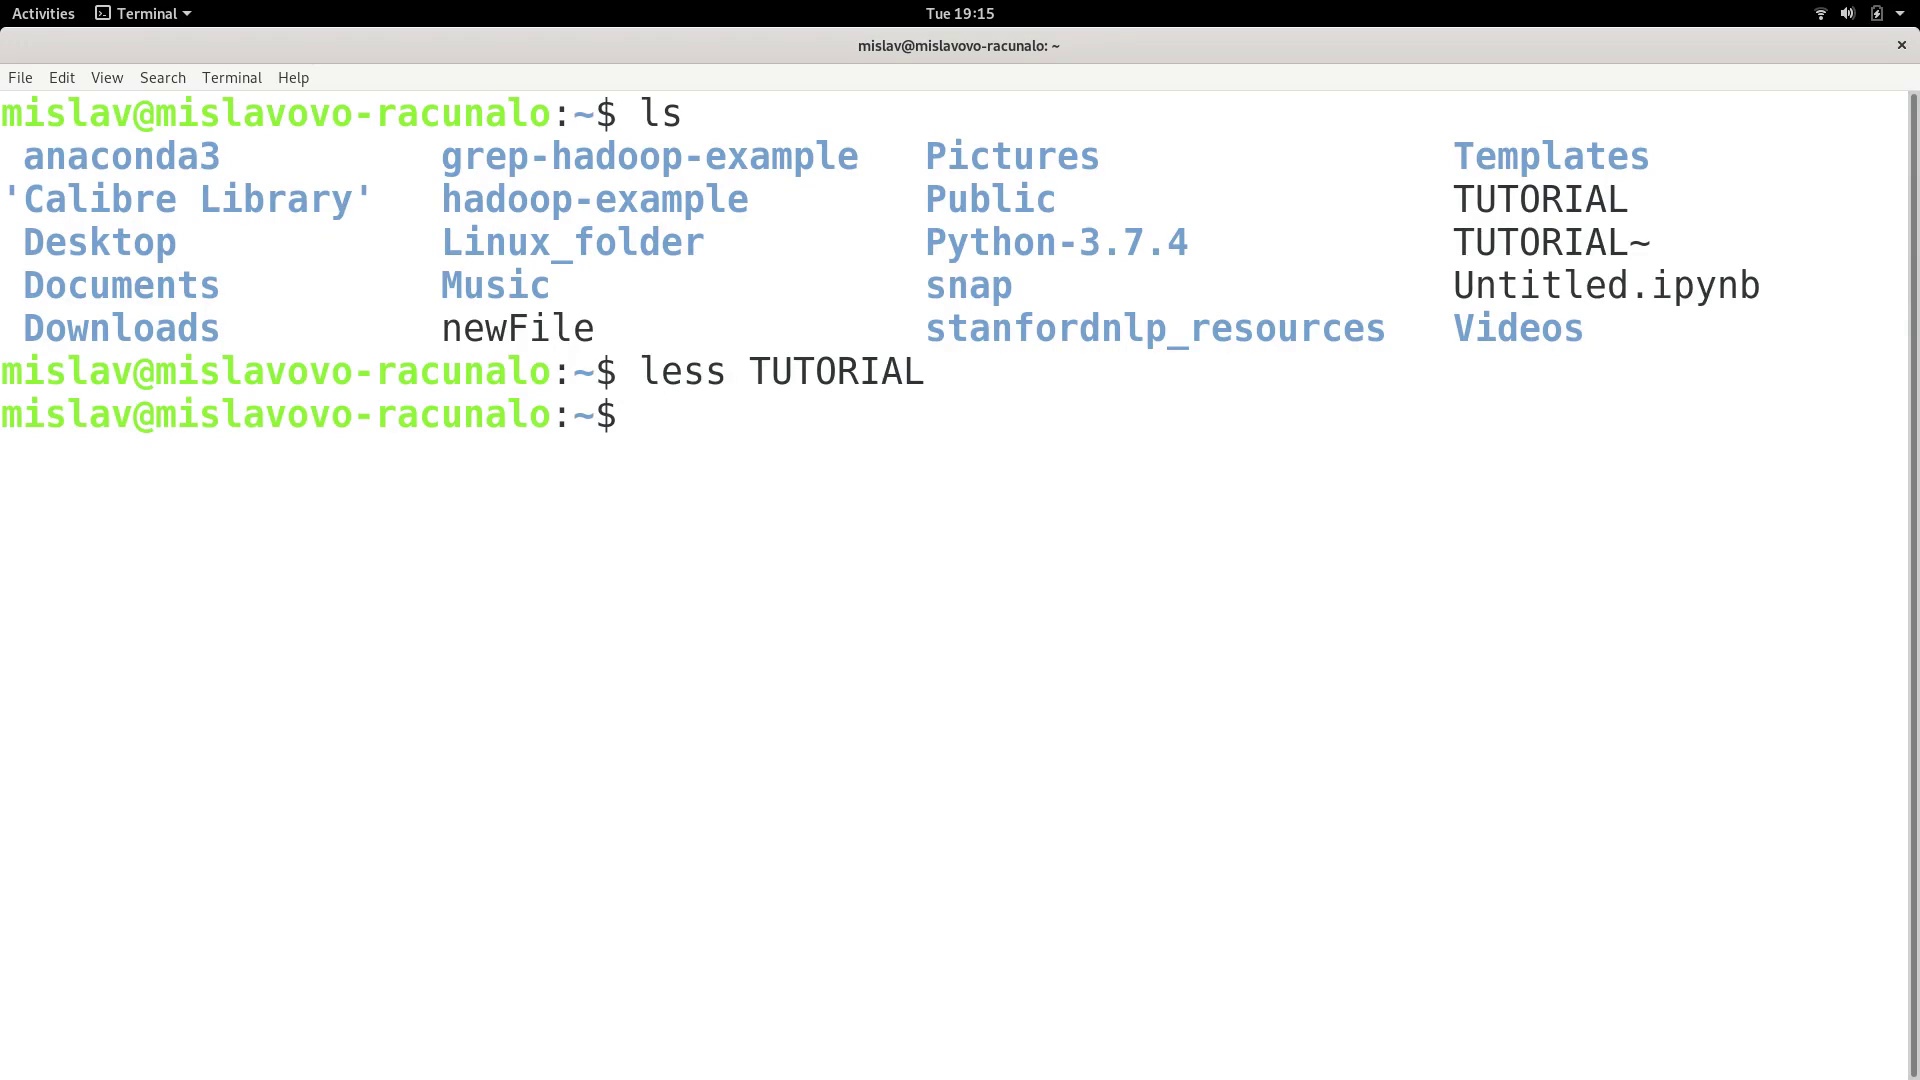 Activities Terminal Tue 19:15
mislav@mislavovo-racunalo: ~ ×
File Edit View Search Terminal Help
mislav@mislavovo-racunalo:~$ ls
anaconda3 grep-hadoop-example Pictures Templates
'Calibre Library' hadoop-example Public TUTORIAL
Desktop Linux_folder Python-3.7.4 TUTORIAL~
Documents Music snap Untitled.ipynb
Downloads newFile stanfordnlp_resources Videos
mislav@mislavovo-racunalo:~$ less TUTORIAL
mislav@mislavovo-racunalo:~$